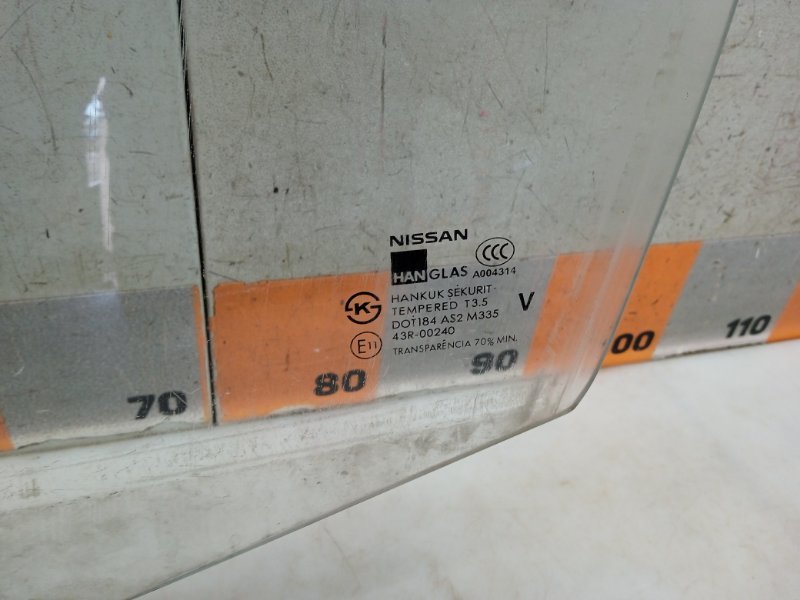 NISSAN
CCC
HANGLAS A004314
HANKUK SEKURIT
TEMPERED T3.5
DOT184 AS2 M335 V
43R-00240
E11 TRANSPARÊNCIA 70% MIN.
70 80 90 00 110